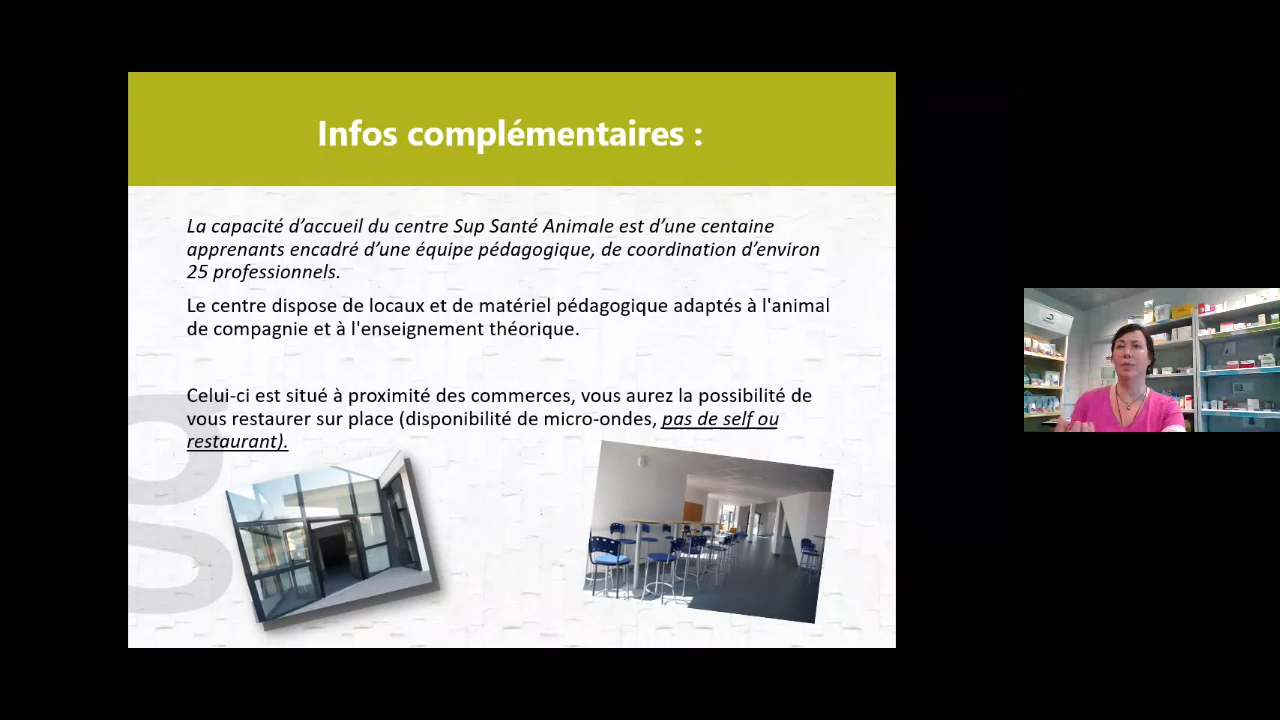 Infos complémentaires :
La capacité d’accueil du centre Sup Santé Animale est d’une centaine
apprenants encadré d’une équipe pédagogique, de coordination d’environ
25 professionnels.
Le centre dispose de locaux et de matériel pédagogique adaptés à l'animal
de compagnie et à l'enseignement théorique.
Celui-ci est situé à proximité des commerces, vous aurez la possibilité de
vous restaurer sur place (disponibilité de micro-ondes, pas de self ou
restaurant).